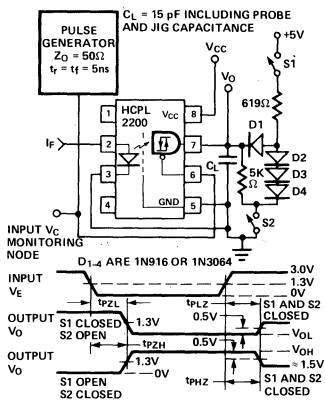 PULSE
GENERATOR
Z_O = 50Ω
t_r = t_f = 5ns
C_L = 15 pF INCLUDING PROBE
AND JIG CAPACITANCE
+5V
V_CC
S1
V_O
619Ω
HCPL
2200
V_CC
1
8
D1
I_F
2
7
D2
D3
D4
C_L
5K
Ω
3
6
4
GND
5
S2
INPUT V_C
MONITORING
NODE
D_1–4 ARE 1N916 OR 1N3064
INPUT
V_E
3.0V
1.3V
0V
t_PZL
t_PLZ
S1 AND S2
CLOSED
OUTPUT
V_O
S1 CLOSED
S2 OPEN
1.3V
0.5V
V_OL
t_PZH
0.5V
V_OH
OUTPUT
V_O
1.3V
≈ 1.5V
S1 OPEN
S2 CLOSED
0V
t_PHZ
S1 AND S2
CLOSED